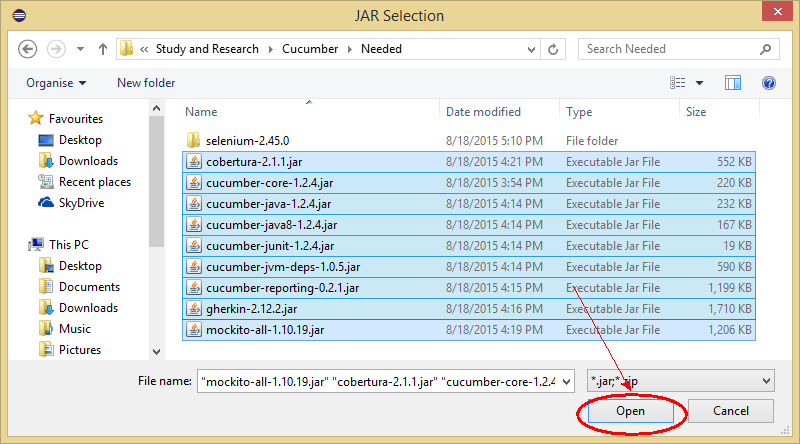 JAR Selection
« Study and Research Cucumber Needed Search Needed
Organise New folder
Name Date modified Type Size
Favourites
Desktop
Downloads
Recent places
SkyDrive
This PC
Desktop
Documents
Downloads
Music
Pictures
selenium-2.45.0 8/18/2015 5:10 PM File folder
cobertura-2.1.1.jar 8/18/2015 4:21 PM Executable Jar File 552 KB
cucumber-core-1.2.4.jar 8/18/2015 3:54 PM Executable Jar File 220 KB
cucumber-java-1.2.4.jar 8/18/2015 4:14 PM Executable Jar File 232 KB
cucumber-java8-1.2.4.jar 8/18/2015 4:14 PM Executable Jar File 167 KB
cucumber-junit-1.2.4.jar 8/18/2015 4:14 PM Executable Jar File 19 KB
cucumber-jvm-deps-1.0.5.jar 8/18/2015 4:14 PM Executable Jar File 590 KB
cucumber-reporting-0.2.1.jar 8/18/2015 4:15 PM Executable Jar File 1,199 KB
gherkin-2.12.2.jar 8/18/2015 4:16 PM Executable Jar File 1,710 KB
mockito-all-1.10.19.jar 8/18/2015 4:19 PM Executable Jar File 1,206 KB
File name: "mockito-all-1.10.19.jar" "cobertura-2.1.1.jar" "cucumber-core-1.2.4 *.jar;*.zip
Open Cancel